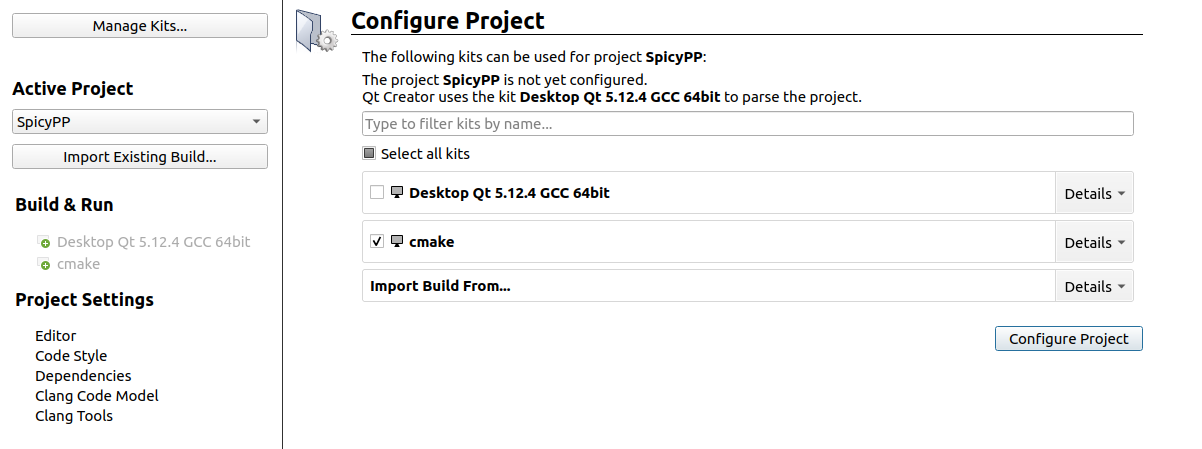 Manage Kits...
Active Project
SpicyPP
Import Existing Build...
Build & Run
Desktop Qt 5.12.4 GCC 64bit
cmake
Project Settings
Editor
Code Style
Dependencies
Clang Code Model
Clang Tools
Configure Project
The following kits can be used for project SpicyPP:
The project SpicyPP is not yet configured.
Qt Creator uses the kit Desktop Qt 5.12.4 GCC 64bit to parse the project.
Type to filter kits by name...
Select all kits
Desktop Qt 5.12.4 GCC 64bit Details
cmake Details
Import Build From... Details
Configure Project